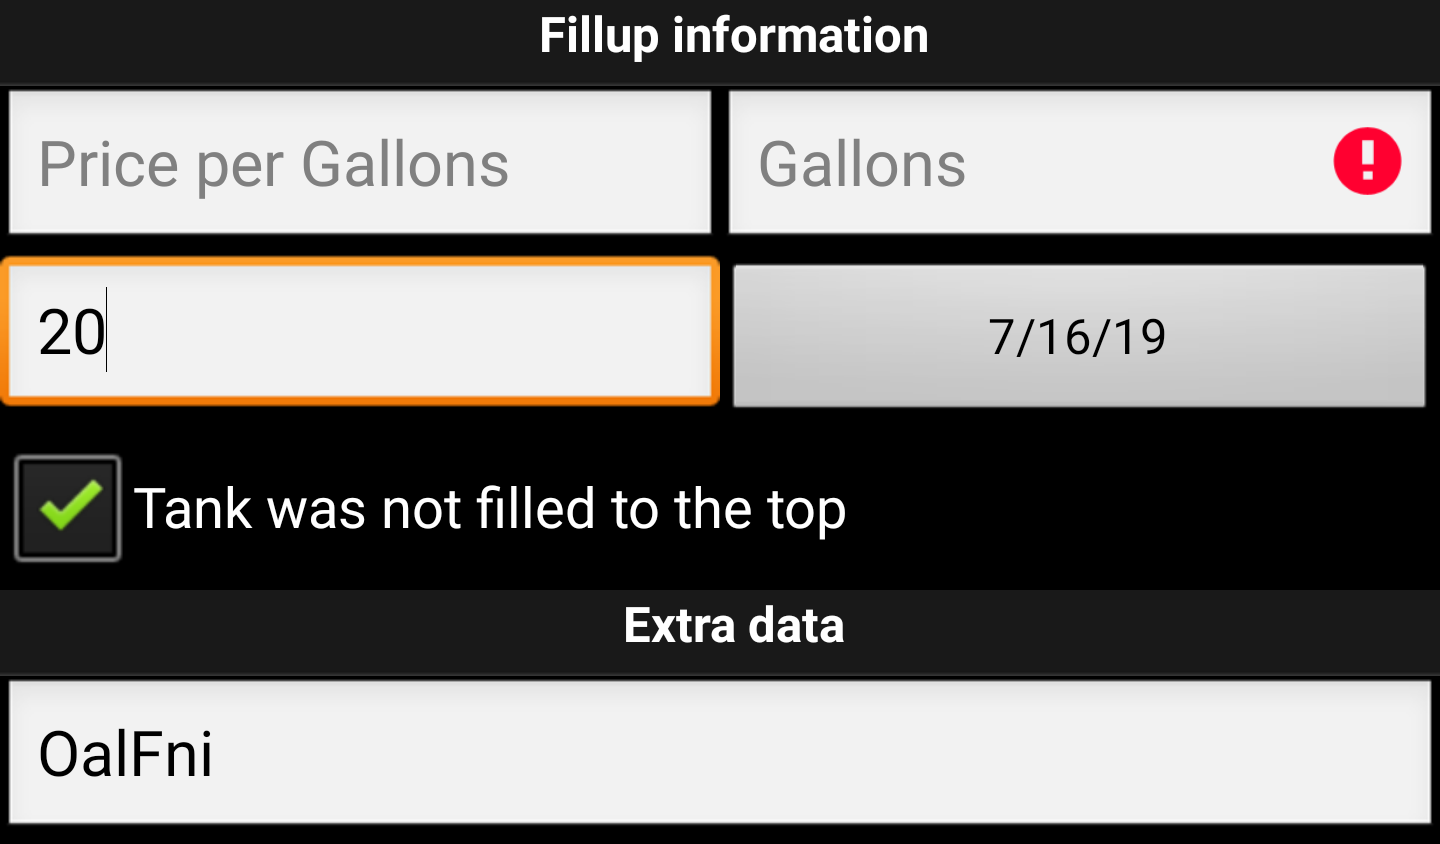 Fillup information
Price per Gallons
Gallons
20
7/16/19
Tank was not filled to the top
Extra data
OalFni